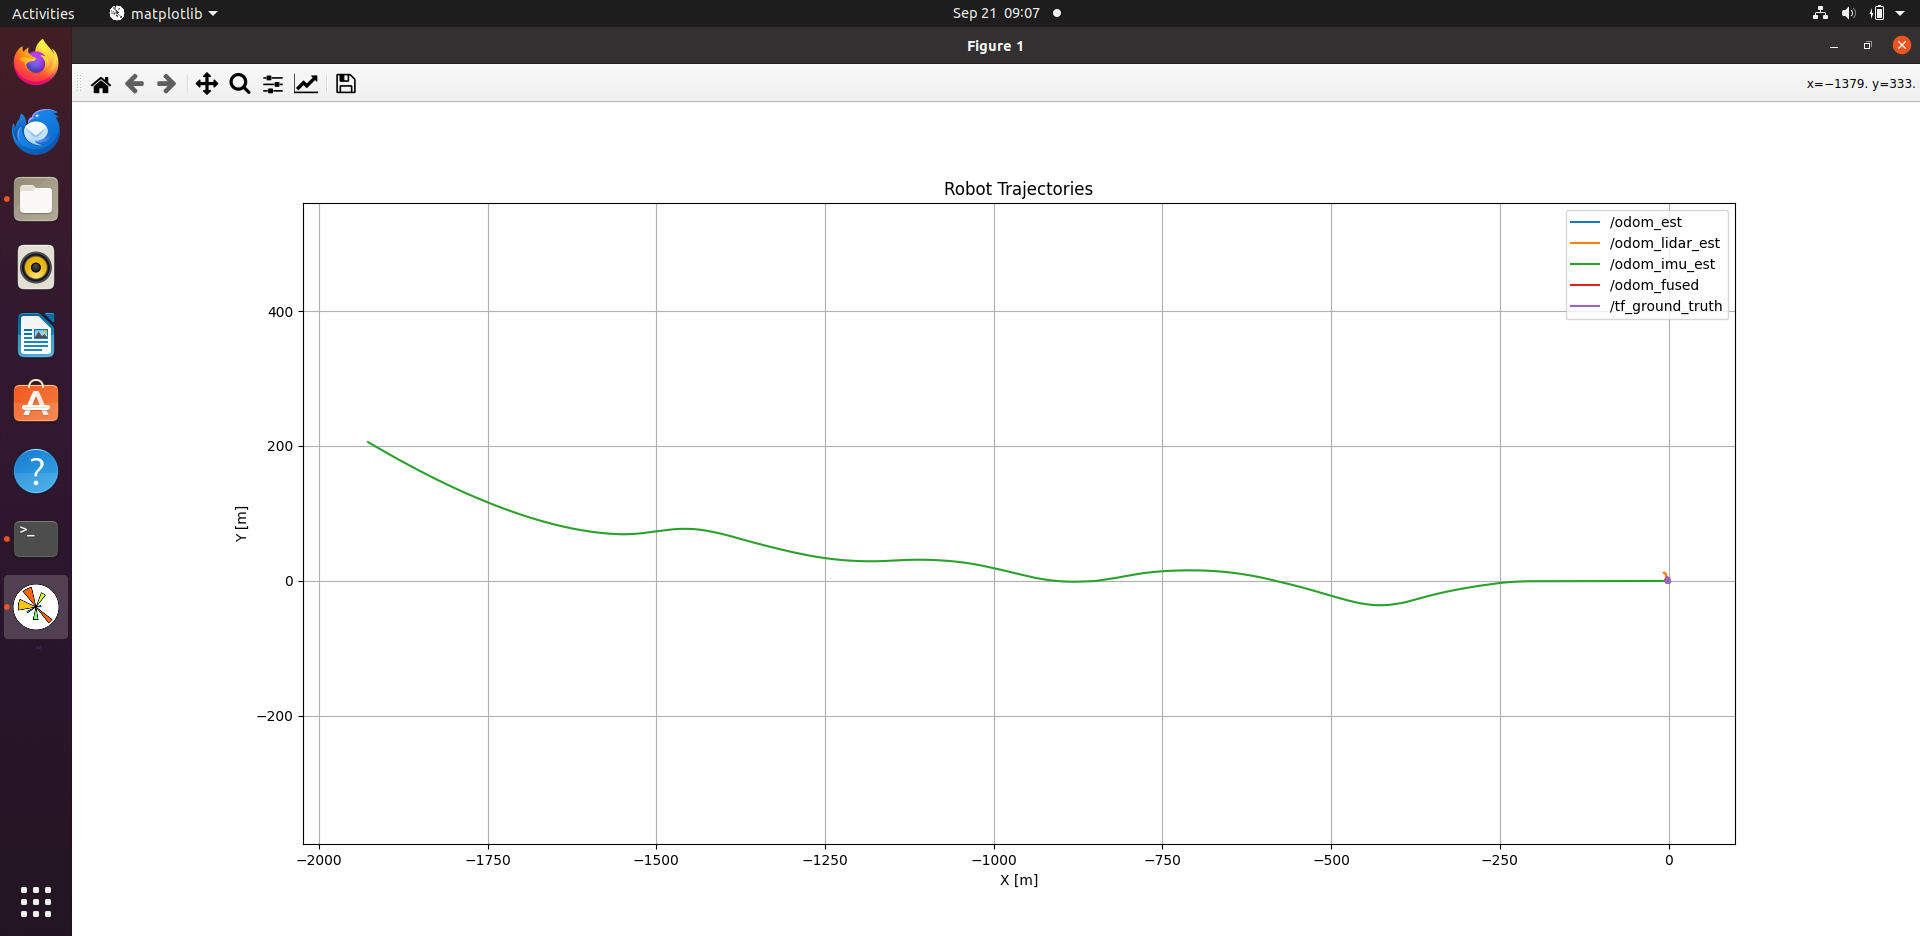 Activities
matplotlib
Sep 21 09:07
Figure 1
x=−1379. y=333.
Robot Trajectories
/odom_est
/odom_lidar_est
/odom_imu_est
/odom_fused
/tf_ground_truth
400
200
0
−200
Y [m]
−2000
−1750
−1500
−1250
−1000
−750
−500
−250
0
X [m]
A
?
>_